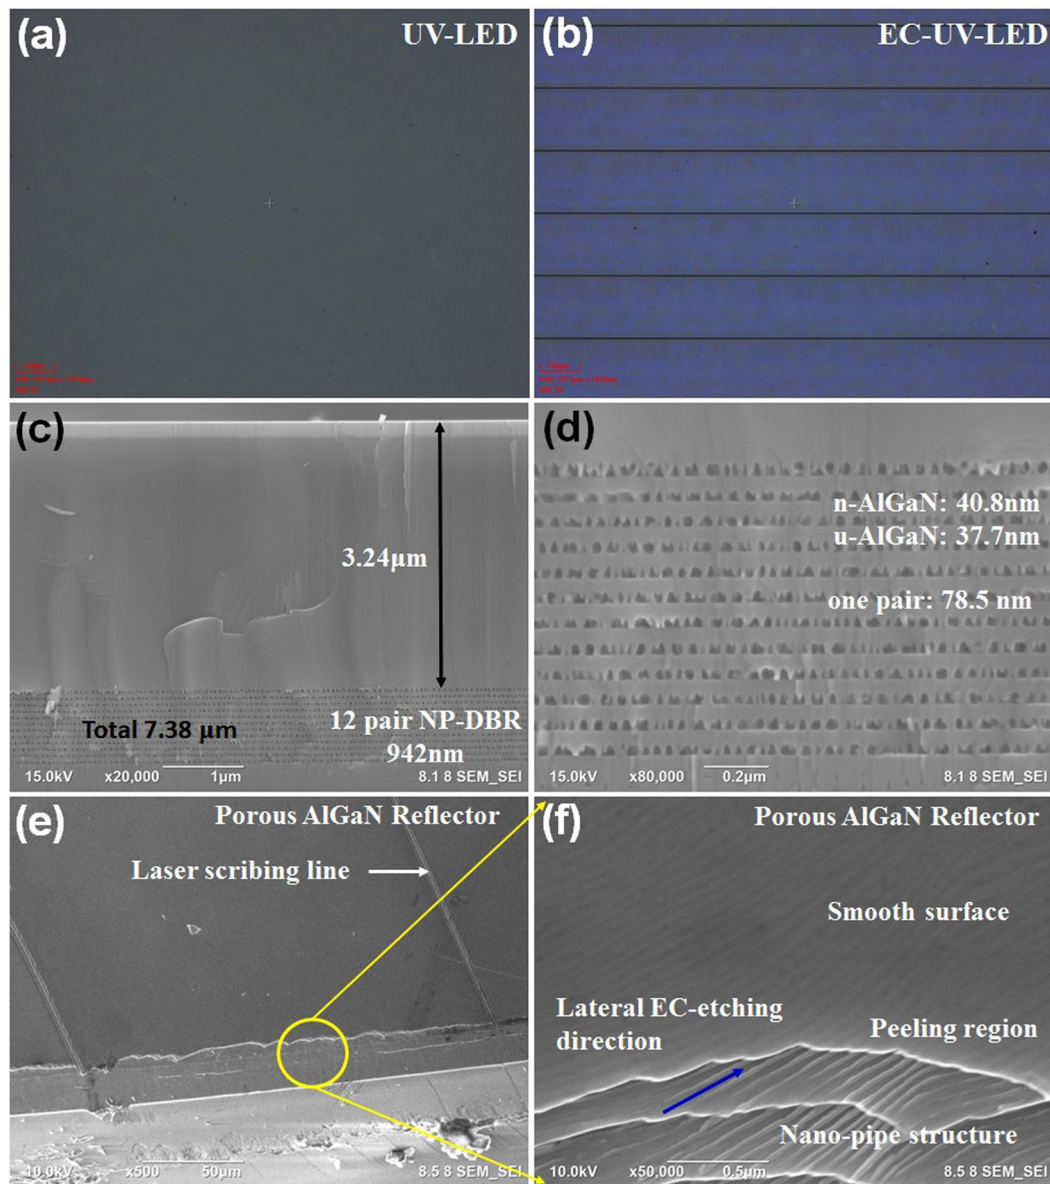 (a)
UV-LED
(b)
EC-UV-LED
(c)
3.24μm
Total 7.38 μm
12 pair NP-DBR
942nm
15.0kV x20,000 1μm 8.1 8 SEM_SEI
(d)
n-AlGaN: 40.8nm
u-AlGaN: 37.7nm
one pair: 78.5 nm
15.0kV x80,000 0.2μm 8.1 8 SEM_SEI
(e)
Porous AlGaN Reflector
Laser scribing line
10.0kV x500 50μm 8.5 8 SEM_SEI
(f)
Porous AlGaN Reflector
Smooth surface
Lateral EC-etching
direction
Peeling region
Nano-pipe structure
10.0kV x50,000 0.5μm 8.5 8 SEM_SEI